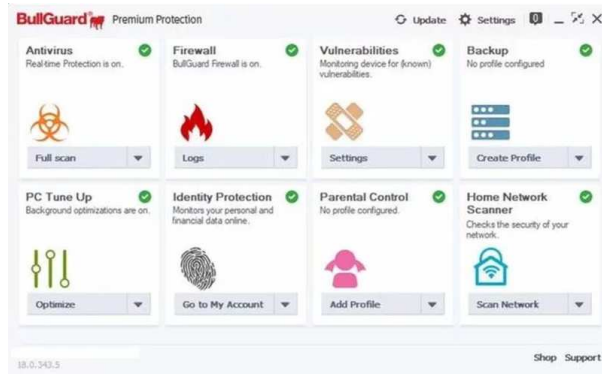 BullGuard Premium Protection
Update Settings 0
Antivirus
Real-time Protection is on.
Full scan
Firewall
BullGuard Firewall is on.
Logs
Vulnerabilities
Monitoring device for (known)
vulnerabilities.
Settings
Backup
No profile configured
Create Profile
PC Tune Up
Background optimizations are on.
Optimize
Identity Protection
Monitors your personal and
financial data online.
Go to My Account
Parental Control
No profile configured.
Add Profile
Home Network
Scanner
Checks the security of your
network.
Scan Network
18.0.343.5
Shop Support